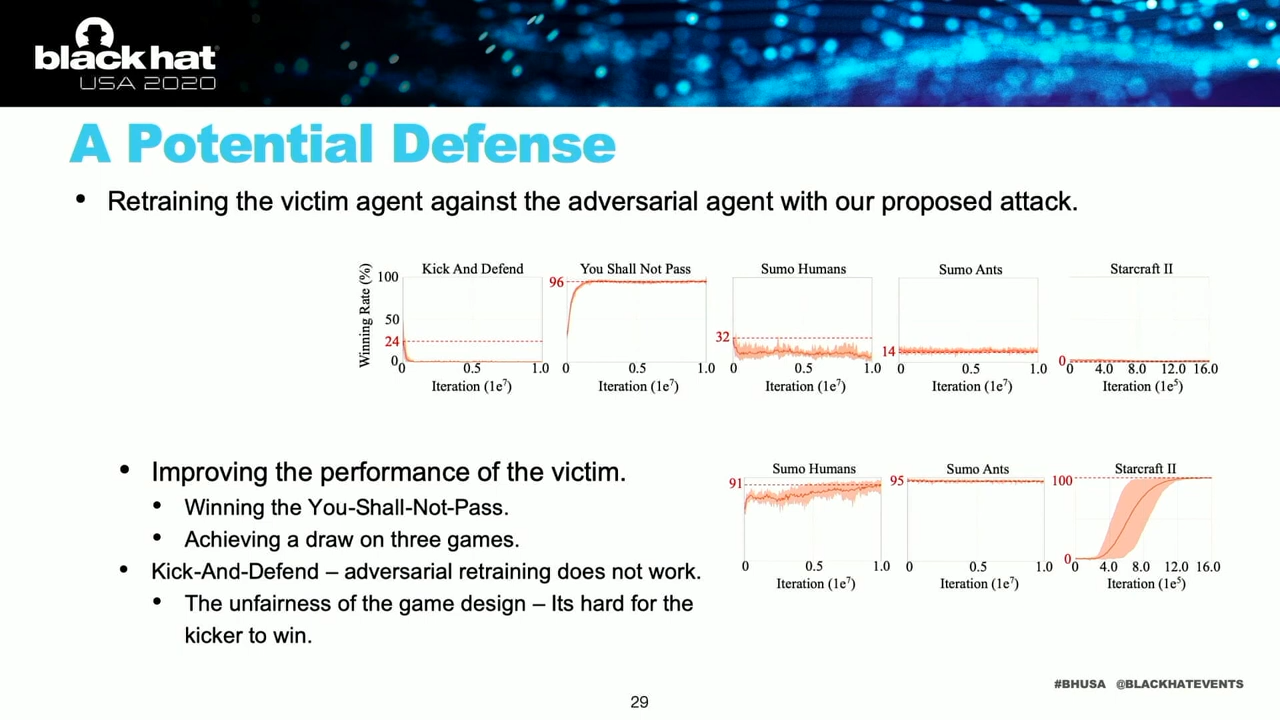 black hat
USA 2020
A Potential Defense
• Retraining the victim agent against the adversarial agent with our proposed attack.
Kick And Defend
You Shall Not Pass
Sumo Humans
Sumo Ants
Starcraft II
Winning Rate (%)
100
50
24
0
0 0.5 1.0
Iteration (1e⁷)
96
0 0.5 1.0
Iteration (1e⁷)
32
0 0.5 1.0
Iteration (1e⁷)
14
0 0.5 1.0
Iteration (1e⁷)
0
0 4.0 8.0 12.0 16.0
Iteration (1e⁵)
• Improving the performance of the victim.
• Winning the You-Shall-Not-Pass.
• Achieving a draw on three games.
• Kick-And-Defend – adversarial retraining does not work.
• The unfairness of the game design – Its hard for the
kicker to win.
Sumo Humans
Sumo Ants
Starcraft II
91
0 0.5 1.0
Iteration (1e⁷)
95
0 0.5 1.0
Iteration (1e⁷)
100
0
0 4.0 8.0 12.0 16.0
Iteration (1e⁵)
#BHUSA @BLACKHATEVENTS
29